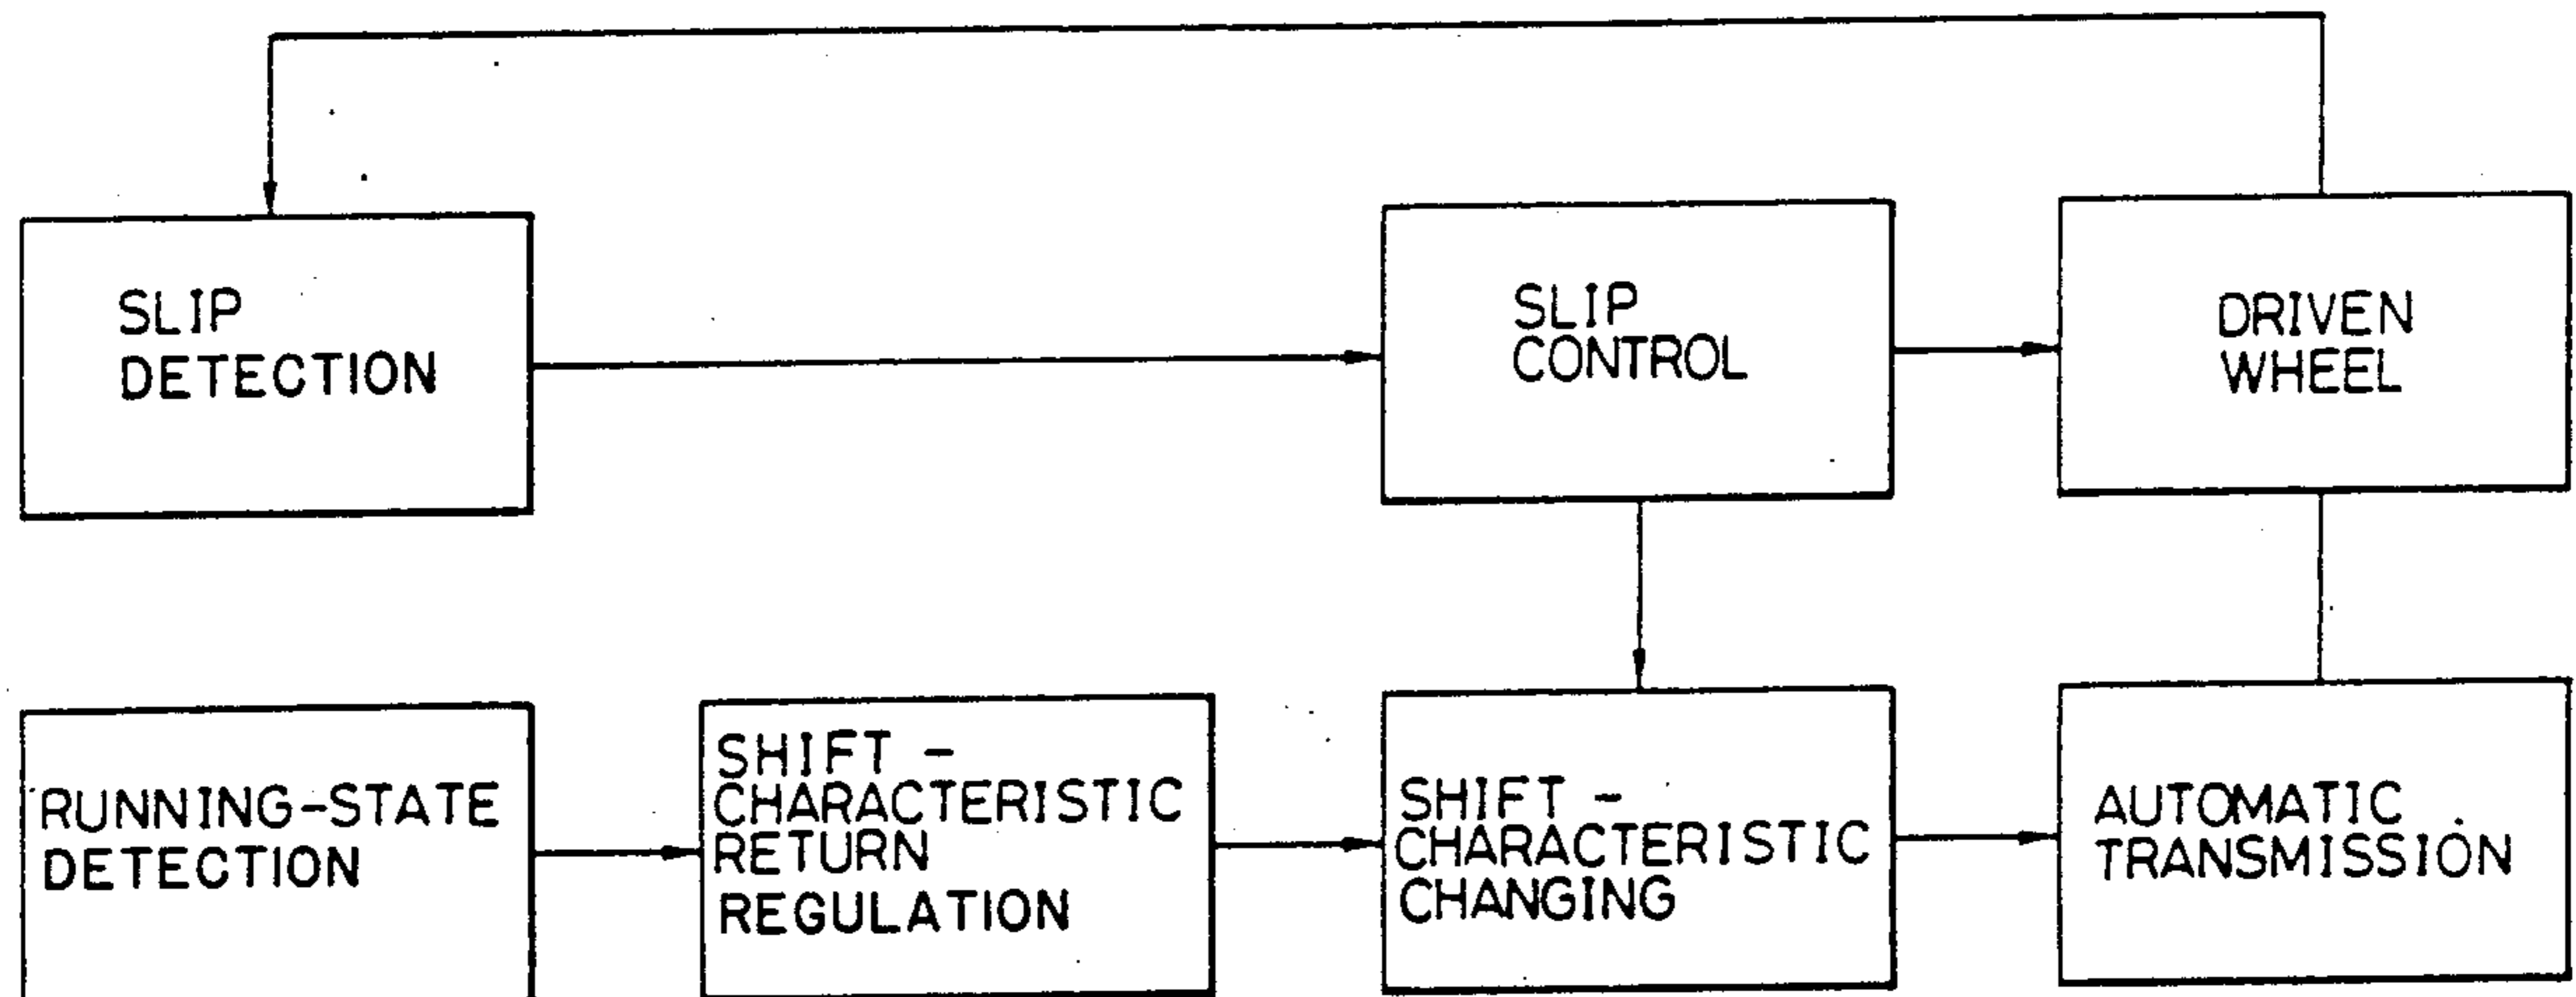 SLIP
DETECTION
SLIP
CONTROL
DRIVEN
WHEEL
RUNNING-STATE
DETECTION
SHIFT -
CHARACTERISTIC
RETURN
REGULATION
SHIFT -
CHARACTERISTIC
CHANGING
AUTOMATIC
TRANSMISSION